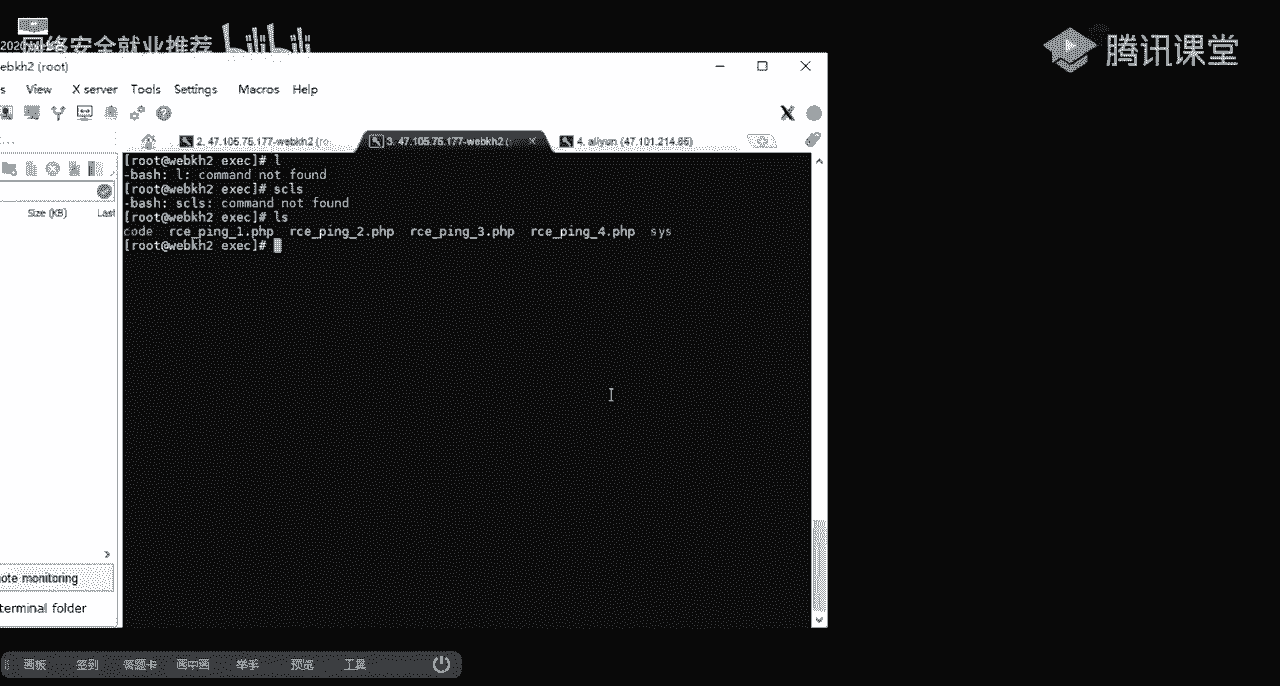 网络安全就业推荐 bilibili
腾讯课堂
ebkh2 (root)
s View X server Tools Settings Macros Help
2. 47.105.75.177-webkh2 (ro
3. 47.105.75.177-webkh2 (
4. aliyun (47.101.214.85)
Size (KB) Last
[root@webkh2 exec]# l
-bash: l: command not found
[root@webkh2 exec]# scls
-bash: scls: command not found
[root@webkh2 exec]# ls
code rce_ping_1.php rce_ping_2.php rce_ping_3.php rce_ping_4.php sys
[root@webkh2 exec]#
ote monitoring
terminal folder
画板 签到 答题卡 画中画 举手 预览 工具